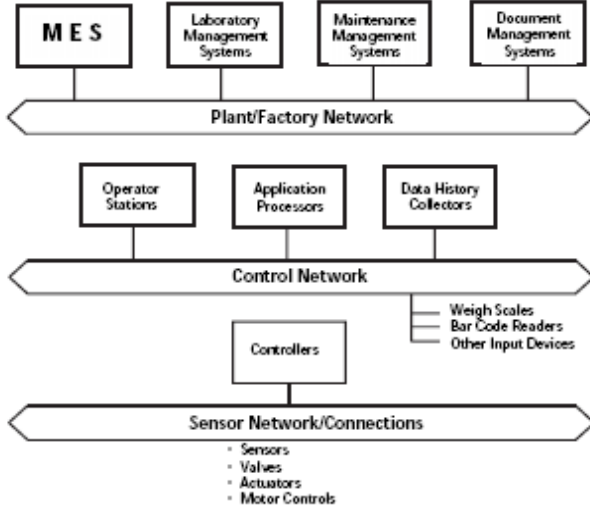 M E S
Laboratory
Management
Systems
Maintenance
Management
Systems
Document
Management
Systems
Plant/Factory Network
Operator
Stations
Application
Processors
Data History
Collectors
Control Network
Weigh Scales
Bar Code Readers
Other Input Devices
Controllers
Sensor Network/Connections
· Sensors
· Valves
· Actuators
· Motor Controls